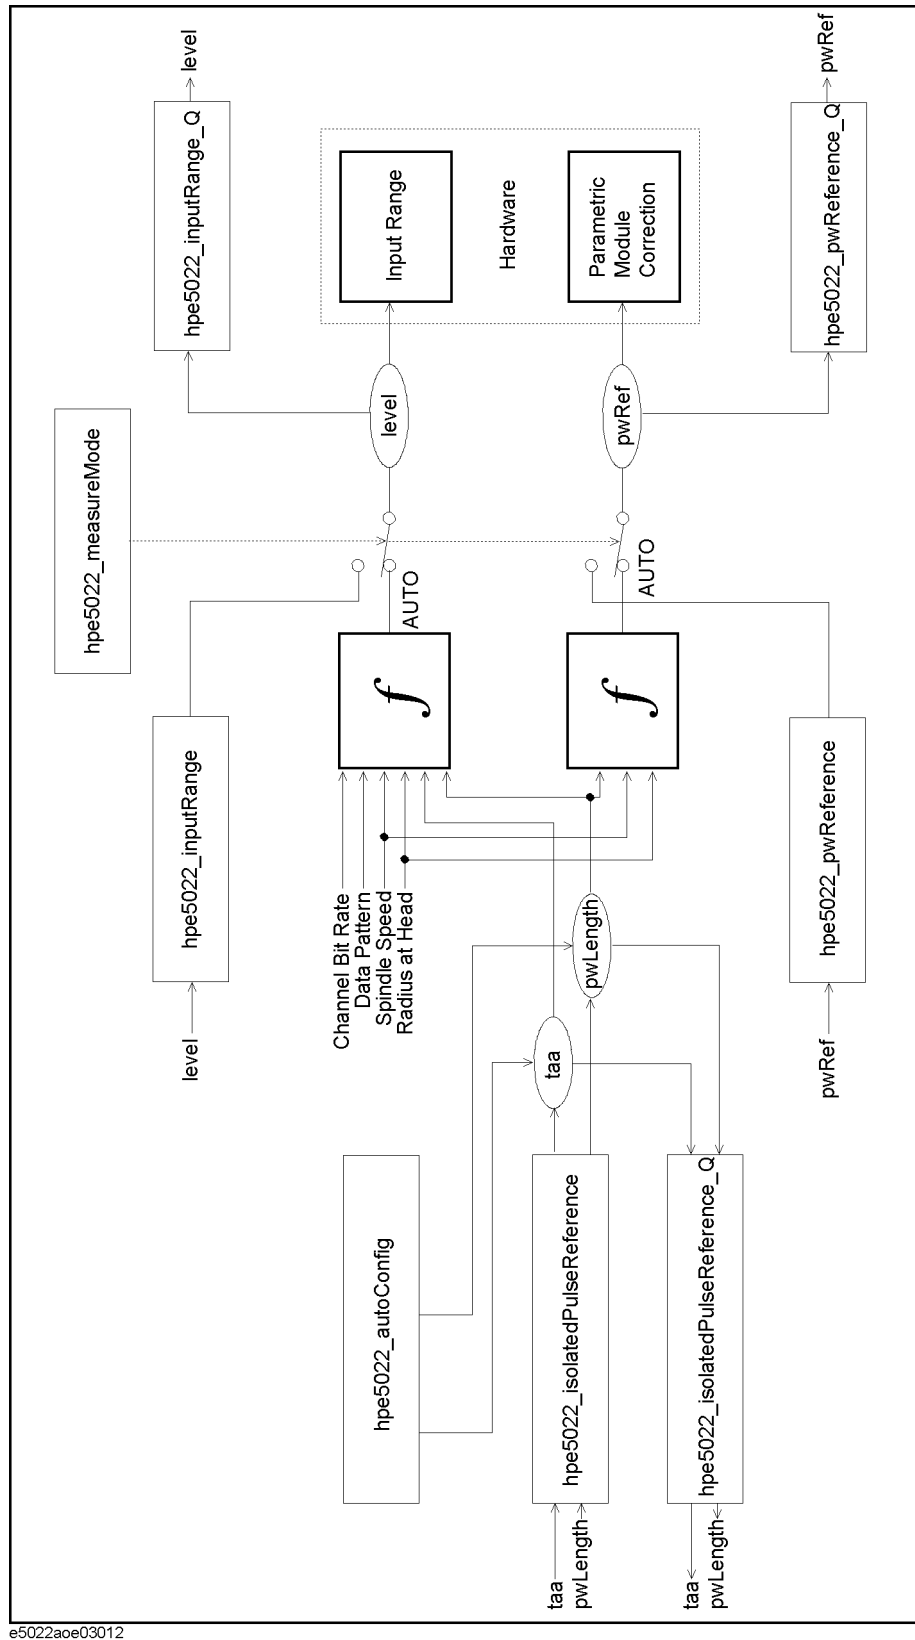 hpe5022_measureMode
level
hpe5022_inputRange
hpe5022_inputRange_Q
level
Channel Bit Rate
Data Pattern
Spindle Speed
Radius at Head
f
AUTO
level
Input Range
Hardware
hpe5022_autoConfig
taa
pwLength
f
AUTO
pwRef
Parametric
Module
Correction
taa
pwLength
hpe5022_isolatedPulseReference
taa
pwLength
hpe5022_isolatedPulseReference_Q
pwRef
hpe5022_pwReference
hpe5022_pwReference_Q
pwRef
e5022aoe03012